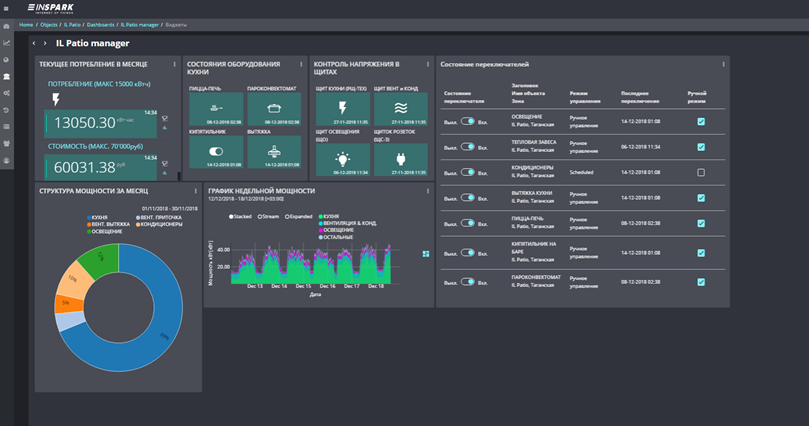 INSPARK
INTERNET OF THINGS
Home / Objects / IL Patio / Dashboards / IL Patio manager / Виджеты
IL Patio manager
ТЕКУЩЕЕ ПОТРЕБЛЕНИЕ В МЕСЯЦЕ
ПОТРЕБЛЕНИЕ (МАКС 15000 кВтч)
14:34
13050.30 кВт·час
СТОИМОСТЬ (МАКС. 70'000руб)
14:34
60031.38 руб
СОСТОЯНИЯ ОБОРУДОВАНИЯ
КУХНИ
ПИЦЦА-ПЕЧЬ
ПАРОКОНВЕКТОМАТ
08-12-2018 02:38
08-12-2018 02:38
КИПЯТИЛЬНИК
ВЫТЯЖКА
14-12-2018 01:08
14-12-2018 01:08
КОНТРОЛЬ НАПРЯЖЕНИЯ В
ЩИТАХ
ЩИТ КУХНИ (РЩ-ТЕХ)
ЩИТ ВЕНТ и КОНД
27-11-2018 11:35
27-11-2018 11:35
ЩИТ ОСВЕЩЕНИЯ
(ЩО)
ЩИТОК РОЗЕТОК
(ЩС-3)
06-12-2018 11:34
27-11-2018 11:35
Состояние переключателей
Состояние
переключателя
Заголовок
Имя объекта
Зона
Режим
управления
Последнее
переключение
Ручной
режим
Выкл. Вкл.
ОСВЕЩЕНИЕ
IL Patio, Таганская
Ручное
управление
14-12-2018 01:08
Выкл. Вкл.
ТЕПЛОВАЯ ЗАВЕСА
IL Patio, Таганская
Ручное
управление
06-12-2018 11:34
Выкл. Вкл.
КОНДИЦИОНЕРЫ
IL Patio, Таганская
Scheduled
14-12-2018 01:08
Выкл. Вкл.
ВЫТЯЖКА КУХНИ
IL Patio, Таганская
Ручное
управление
14-12-2018 01:08
Выкл. Вкл.
ПИЦЦА-ПЕЧЬ
IL Patio, Таганская
Ручное
управление
08-12-2018 02:38
Выкл. Вкл.
КИПЯТИЛЬНИК НА
БАРЕ
IL Patio, Таганская
Ручное
управление
14-12-2018 01:08
Выкл. Вкл.
ПАРОКОНВЕКТОМАТ
IL Patio, Таганская
Ручное
управление
08-12-2018 02:38
СТРУКТУРА МОЩНОСТИ ЗА МЕСЯЦ
01/11/2018 - 30/11/2018
КУХНЯ
ВЕНТ. ПРИТОЧКА
ВЕНТ. ВЫТЯЖКА
КОНДИЦИОНЕРЫ
ОСВЕЩЕНИЕ
10%
5%
ГРАФИК НЕДЕЛЬНОЙ МОЩНОСТИ
12/12/2018 - 18/12/2018 [+03:00]
Stacked Stream Expanded
КУХНЯ
ВЕНТИЛЯЦИЯ & КОНД.
ОСВЕЩЕНИЕ
ОСТАЛЬНЫЕ
Мощность кВт(кВт)
40.00
20.00
Dec 13 Dec 14 Dec 15 Dec 16 Dec 17 Dec 18
Дата